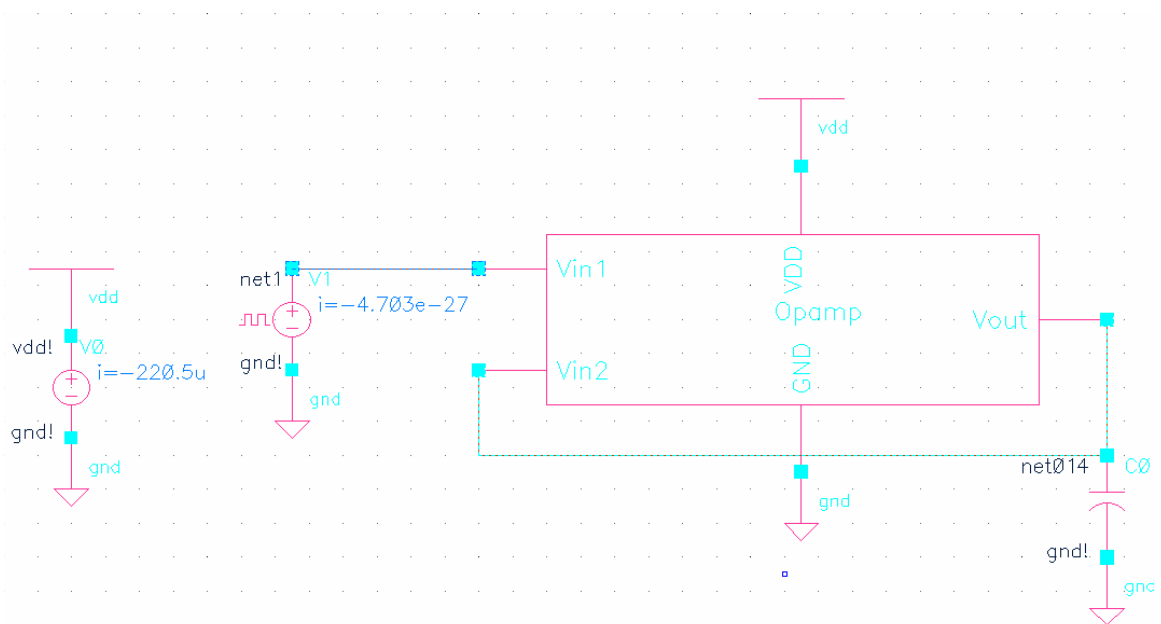 vdd
vdd!
V0
i=-220.5u
gnd!
gnd
net1
V1
i=-4.703e-27
gnd!
gnd
vdd
Vin1
VDD
Opamp
Vout
Vin2
GND
gnd
net014
C0
gnd!
gnd